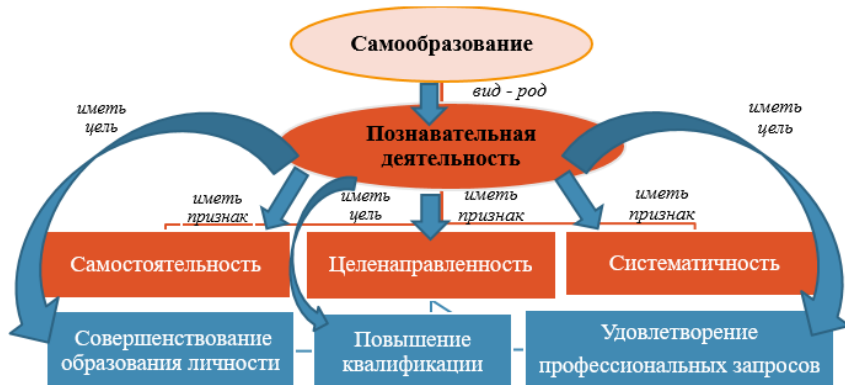 Самообразование
вид - род
иметь
цель
Познавательная
деятельность
иметь
цель
иметь
признак
иметь
цель
иметь
признак
иметь
признак
Самостоятельность
Целенаправленность
Систематичность
Совершенствование
образования личности
Повышение
квалификации
Удовлетворение
профессиональных запросов